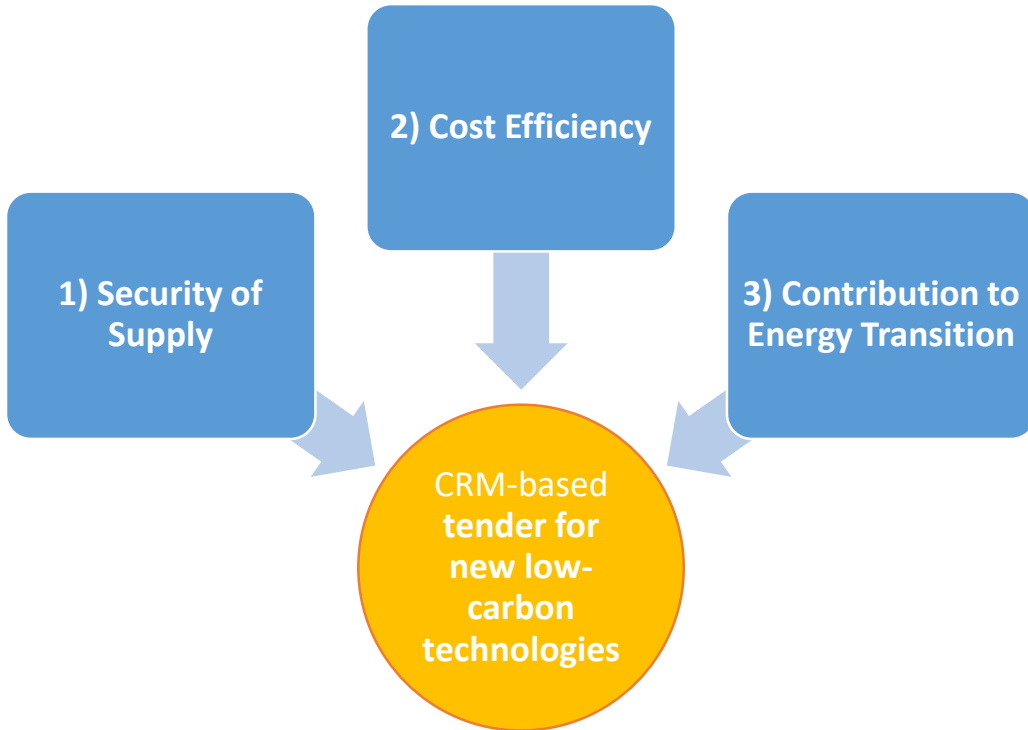 1) Security of
Supply
2) Cost Efficiency
3) Contribution to
Energy Transition
CRM-based
tender for
new low-
carbon
technologies